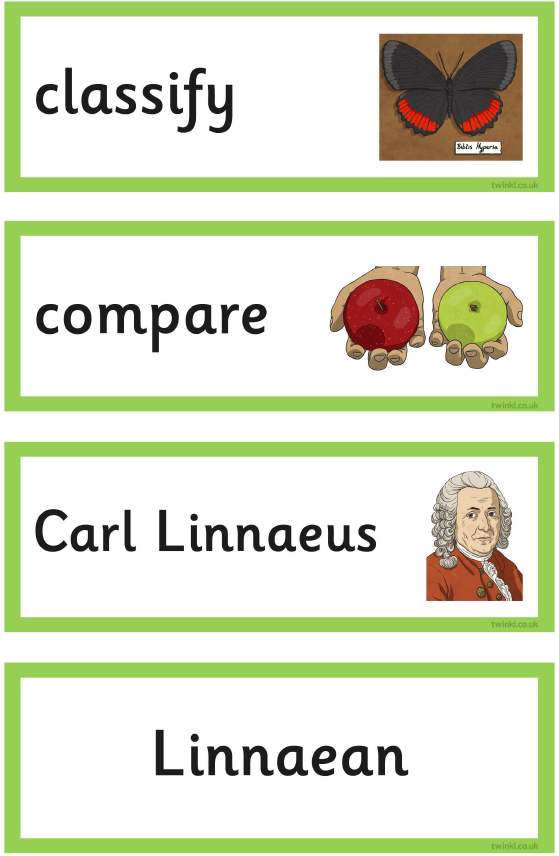 classify
Biblis Hyperia
twinkl.co.uk
compare
twinkl.co.uk
Carl Linnaeus
twinkl.co.uk
Linnaean
twinkl.co.uk